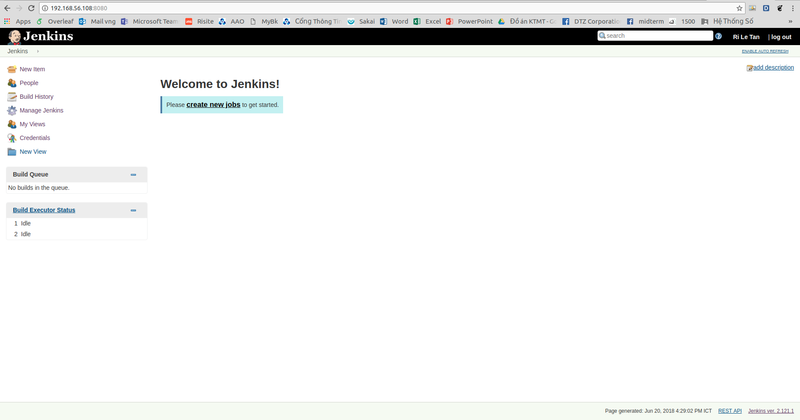 192.168.56.108:8080
Apps Overleaf Mail vng Microsoft Team Risite AAO MyBk Cổng Thông Thi Sakai Word Excel PowerPoint Đồ án KTMT - G DTZ Corporatio midterm 1500 Hệ Thống Số »
Jenkins search Ri Le Tan | log out
Jenkins ENABLE AUTO REFRESH
add description
New Item
People
Build History
Manage Jenkins
My Views
Credentials
New View
Welcome to Jenkins!
Please create new jobs to get started.
Build Queue
No builds in the queue.
Build Executor Status
1 Idle
2 Idle
Page generated: Jun 20, 2018 4:29:02 PM ICT REST API Jenkins ver. 2.121.1